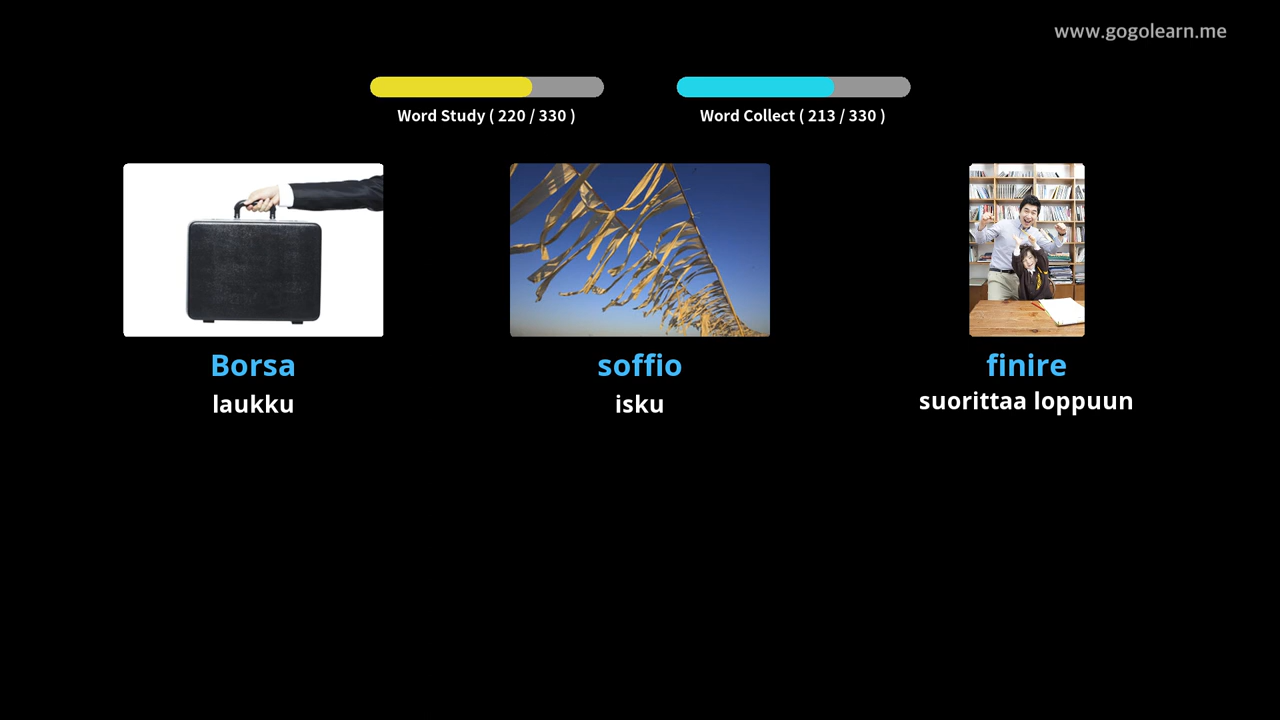 www.gogolearn.me
Word Study ( 220 / 330 )
Word Collect ( 213 / 330 )
Borsa
laukku
soffio
isku
finire
suorittaa loppuun